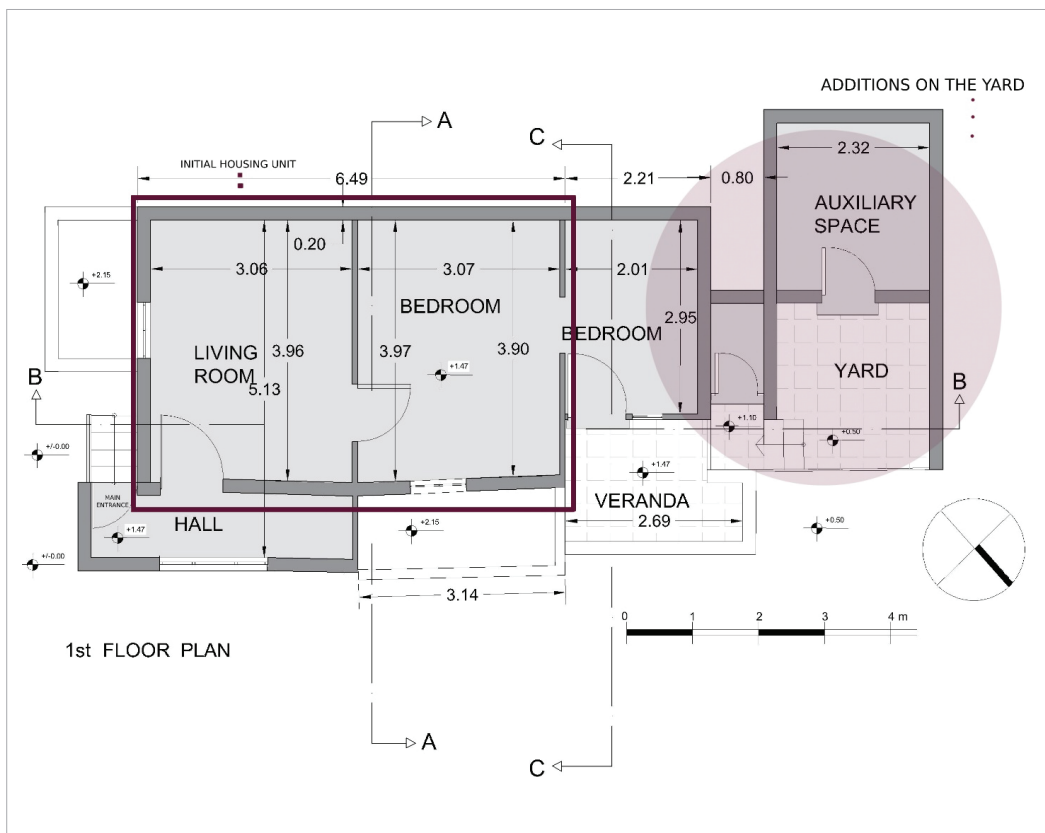 ADDITIONS ON THE YARD
A
C
INITIAL HOUSING UNIT
6.49
2.21
0.80
2.32
AUXILIARY
SPACE
0.20
3.06
3.07
2.01
+2.15
BEDROOM
2.95
BEDROOM
LIVING
ROOM
3.96
3.97
3.90
+1.47
YARD
B
5.13
B
+1.10
+0.50
+/-0.00
+1.47
MAIN
ENTRANCE
VERANDA
HALL
2.69
+1.47
+2.15
+0.50
+/-0.00
3.14
0 1 2 3 4 m
1st FLOOR PLAN
A
C